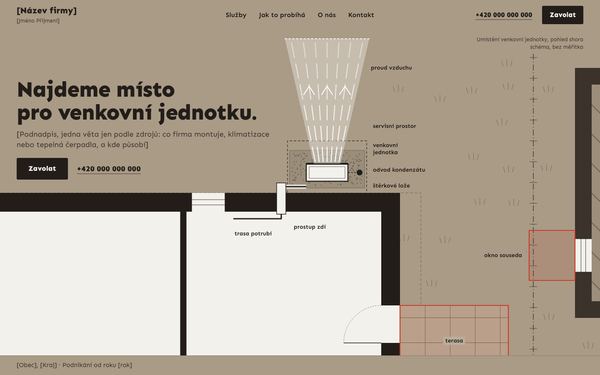 [Název firmy]
[Jméno Příjmení]
Služby
Jak to probíhá
O nás
Kontakt
+420 000 000 000
Zavolat
Umístění venkovní jednotky, pohled shora
schéma, bez měřítka
proud vzduchu
Najdeme místo
pro venkovní jednotku.
[Podnadpis, jedna věta jen podle zdrojů: co firma montuje, klimatizace
nebo tepelná čerpadla, a kde působí]
Zavolat
+420 000 000 000
servisní prostor
venkovní
jednotka
odvod kondenzátu
štěrkové lože
prostup zdí
trasa potrubí
okno souseda
terasa
[Obec], [Kraj] · Podnikání od roku [rok]